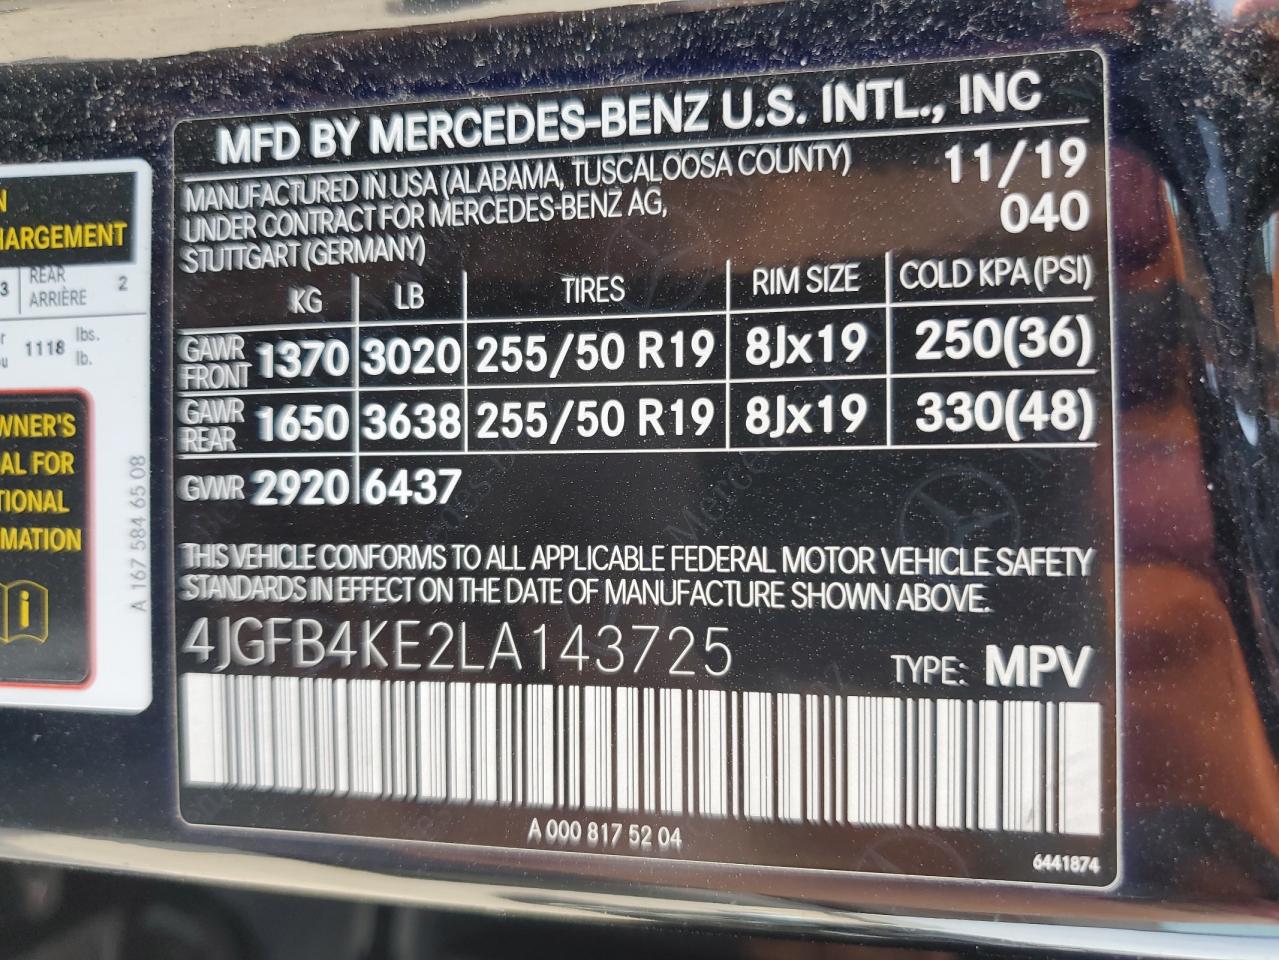 N
HARGEMENT
3 REAR ARRIÈRE 2
1118 lbs. lb.
WNER'S
AL FOR
TIONAL
MATION
A 167 584 65 08
MFD BY MERCEDES-BENZ U.S. INTL., INC
MANUFACTURED IN USA (ALABAMA, TUSCALOOSA COUNTY) 11/19
UNDER CONTRACT FOR MERCEDES-BENZ AG, 040
STUTTGART (GERMANY)
KG LB TIRES RIM SIZE COLD KPA (PSI)
GAWR FRONT 1370 3020 255/50 R19 8Jx19 250(36)
GAWR REAR 1650 3638 255/50 R19 8Jx19 330(48)
GVWR 2920 6437
THIS VEHICLE CONFORMS TO ALL APPLICABLE FEDERAL MOTOR VEHICLE SAFETY
STANDARDS IN EFFECT ON THE DATE OF MANUFACTURE SHOWN ABOVE.
4JGFB4KE2LA143725 TYPE: MPV
A 000 817 52 04
6441874